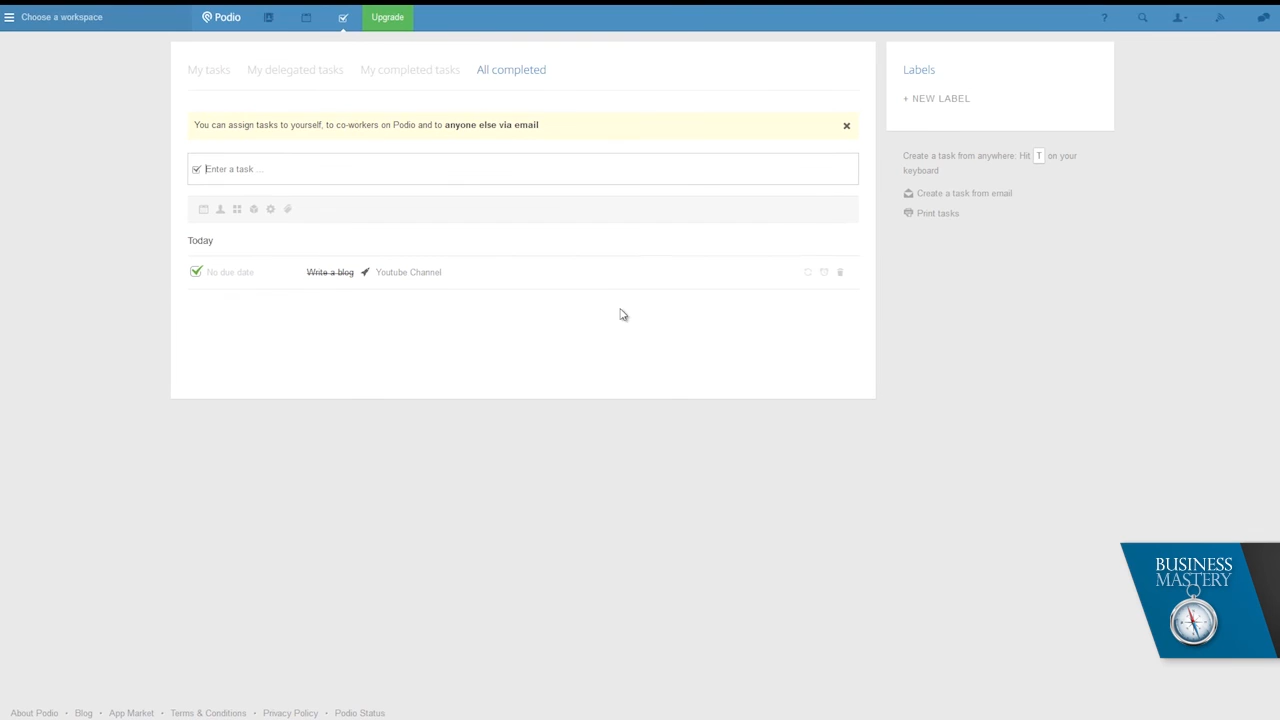 Choose a workspace
Podio
Upgrade
?
My tasks
My delegated tasks
My completed tasks
All completed
You can assign tasks to yourself, to co-workers on Podio and to anyone else via email
Enter a task ...
Today
No due date
Write a blog
Youtube Channel
Labels
+ NEW LABEL
Create a task from anywhere: Hit T on your
keyboard
Create a task from email
Print tasks
BUSINESS
MASTERY
About Podio • Blog • App Market • Terms & Conditions • Privacy Policy • Podio Status